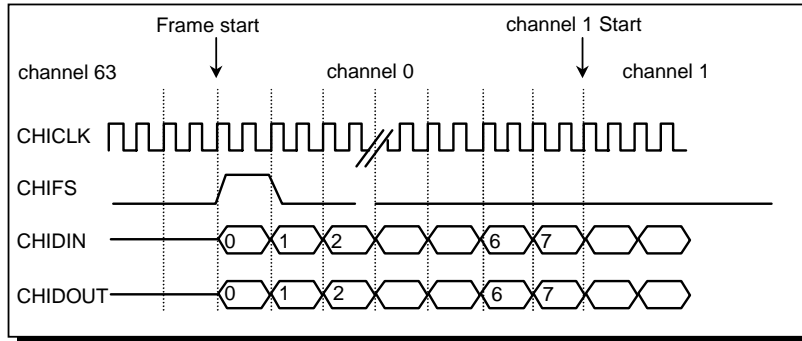 Frame start channel 1 Start
channel 63 channel 0 channel 1
CHICLK
CHIFS
CHIDIN 0 1 2 6 7
CHIDOUT 0 1 2 6 7